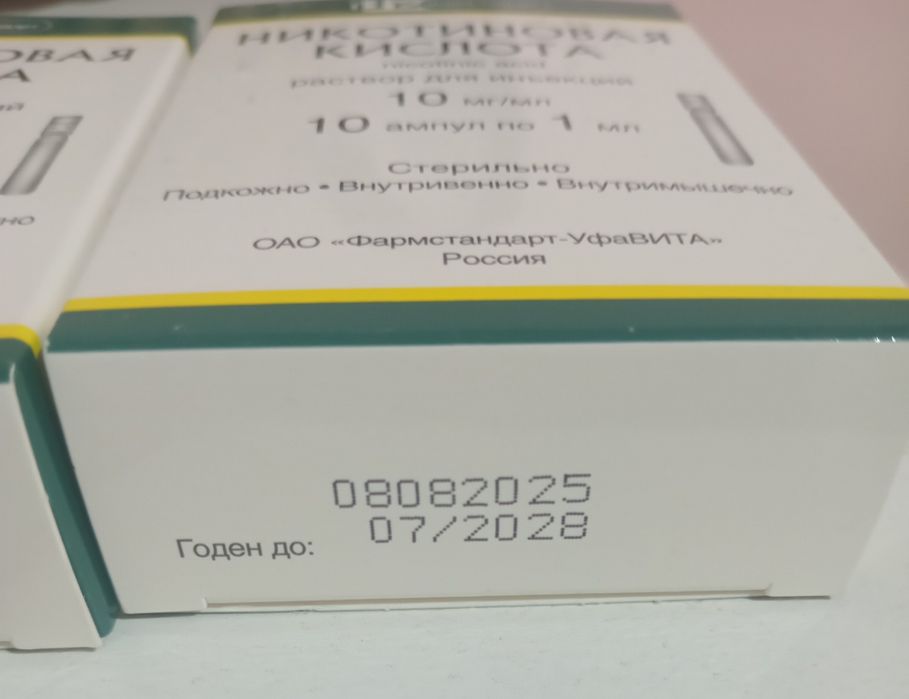 НИКОТИНОВАЯ
КИСЛОТА
nicotinic acid
раствор для инъекций
10 мг/мл
10 ампул по 1 мл
Стерильно
Подкожно • Внутривенно • Внутримышечно
ОАО «Фармстандарт-УфаВИТА»
Россия
08082025
Годен до: 07/2028